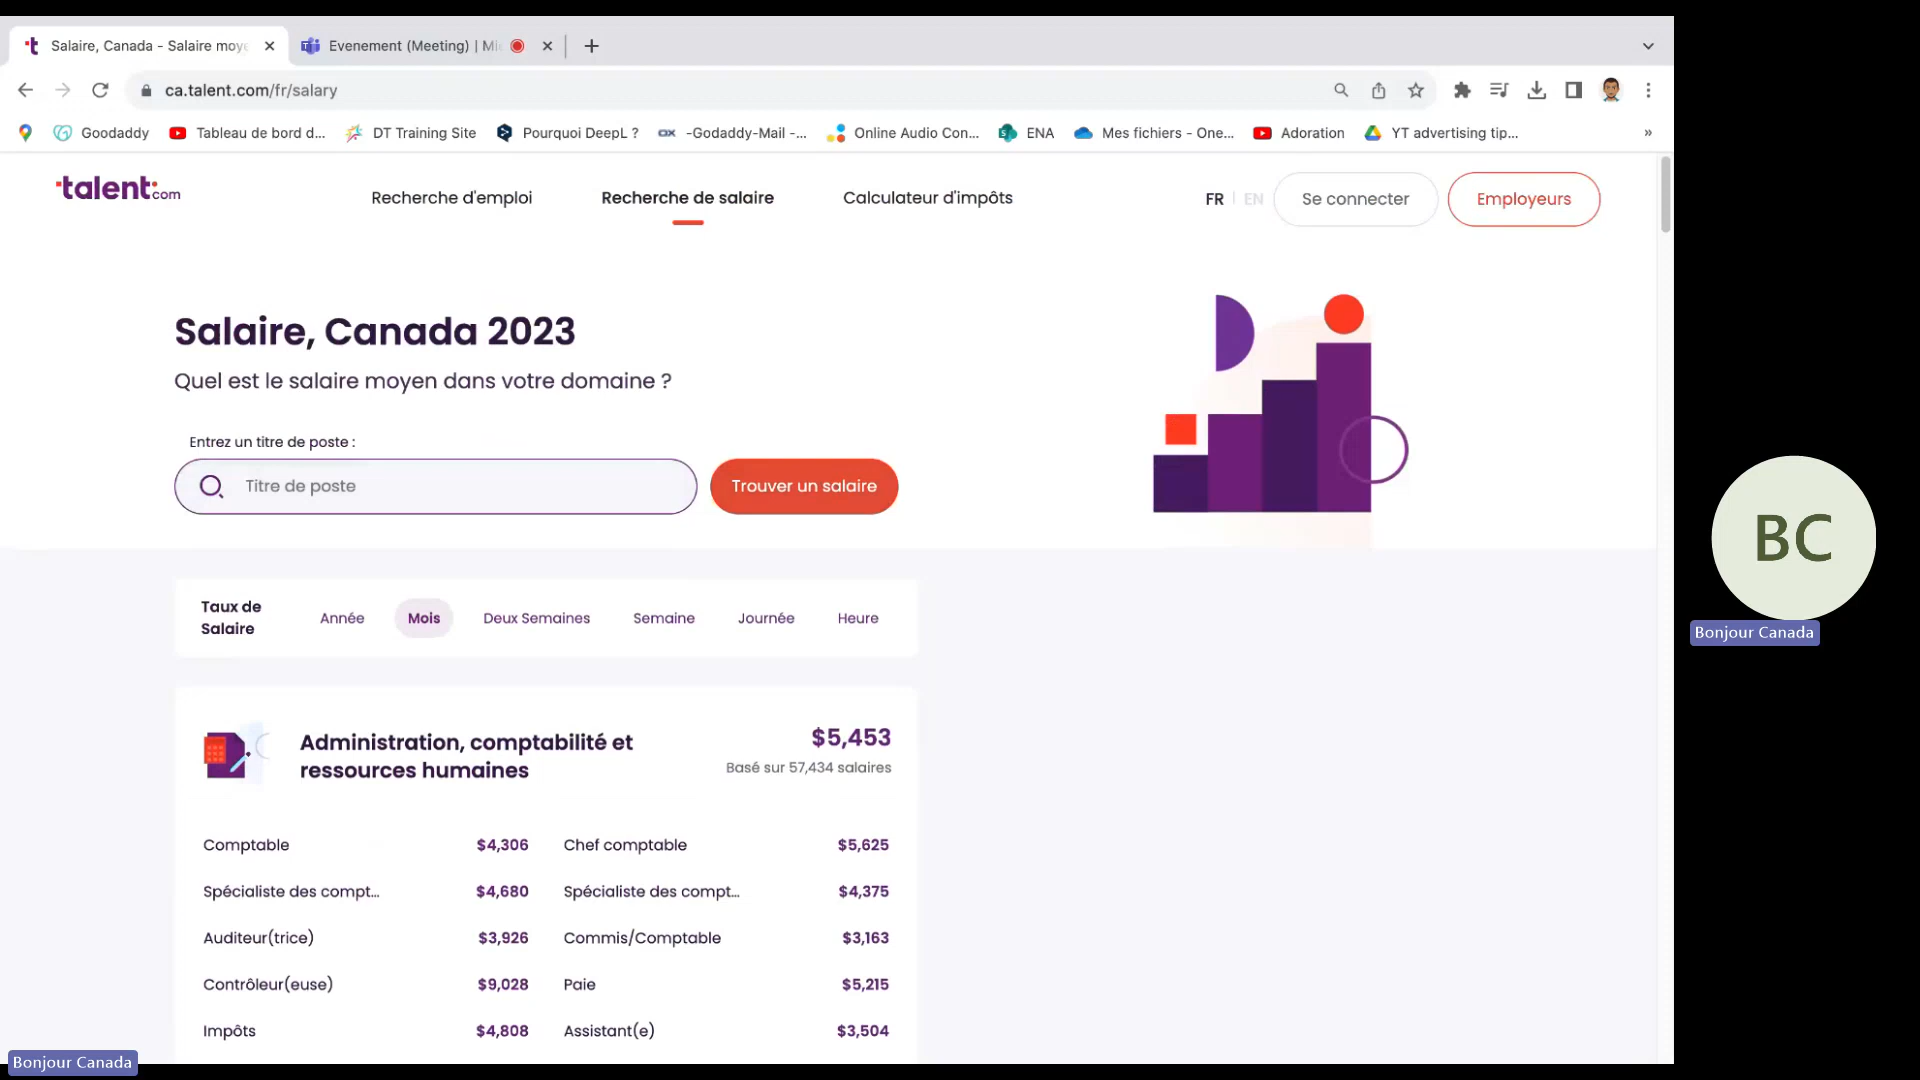 Salaire, Canada - Salaire moye
Evenement (Meeting) | Mi
ca.talent.com/fr/salary
Goodaddy
Tableau de bord d...
DT Training Site
Pourquoi DeepL ?
-Godaddy-Mail -...
Online Audio Con...
ENA
Mes fichiers - One...
Adoration
YT advertising tip...
»
talent.com
Recherche d'emploi
Recherche de salaire
Calculateur d'impôts
FR
EN
Se connecter
Employeurs
Salaire, Canada 2023
Quel est le salaire moyen dans votre domaine ?
Entrez un titre de poste :
Titre de poste
Trouver un salaire
Taux de
Salaire
Année
Mois
Deux Semaines
Semaine
Journée
Heure
Administration, comptabilité et
ressources humaines
$5,453
Basé sur 57,434 salaires
Comptable $4,306 Chef comptable $5,625
Spécialiste des compt... $4,680 Spécialiste des compt... $4,375
Auditeur(trice) $3,926 Commis/Comptable $3,163
Contrôleur(euse) $9,028 Paie $5,215
Impôts $4,808 Assistant(e) $3,504
BC
Bonjour Canada
Bonjour Canada